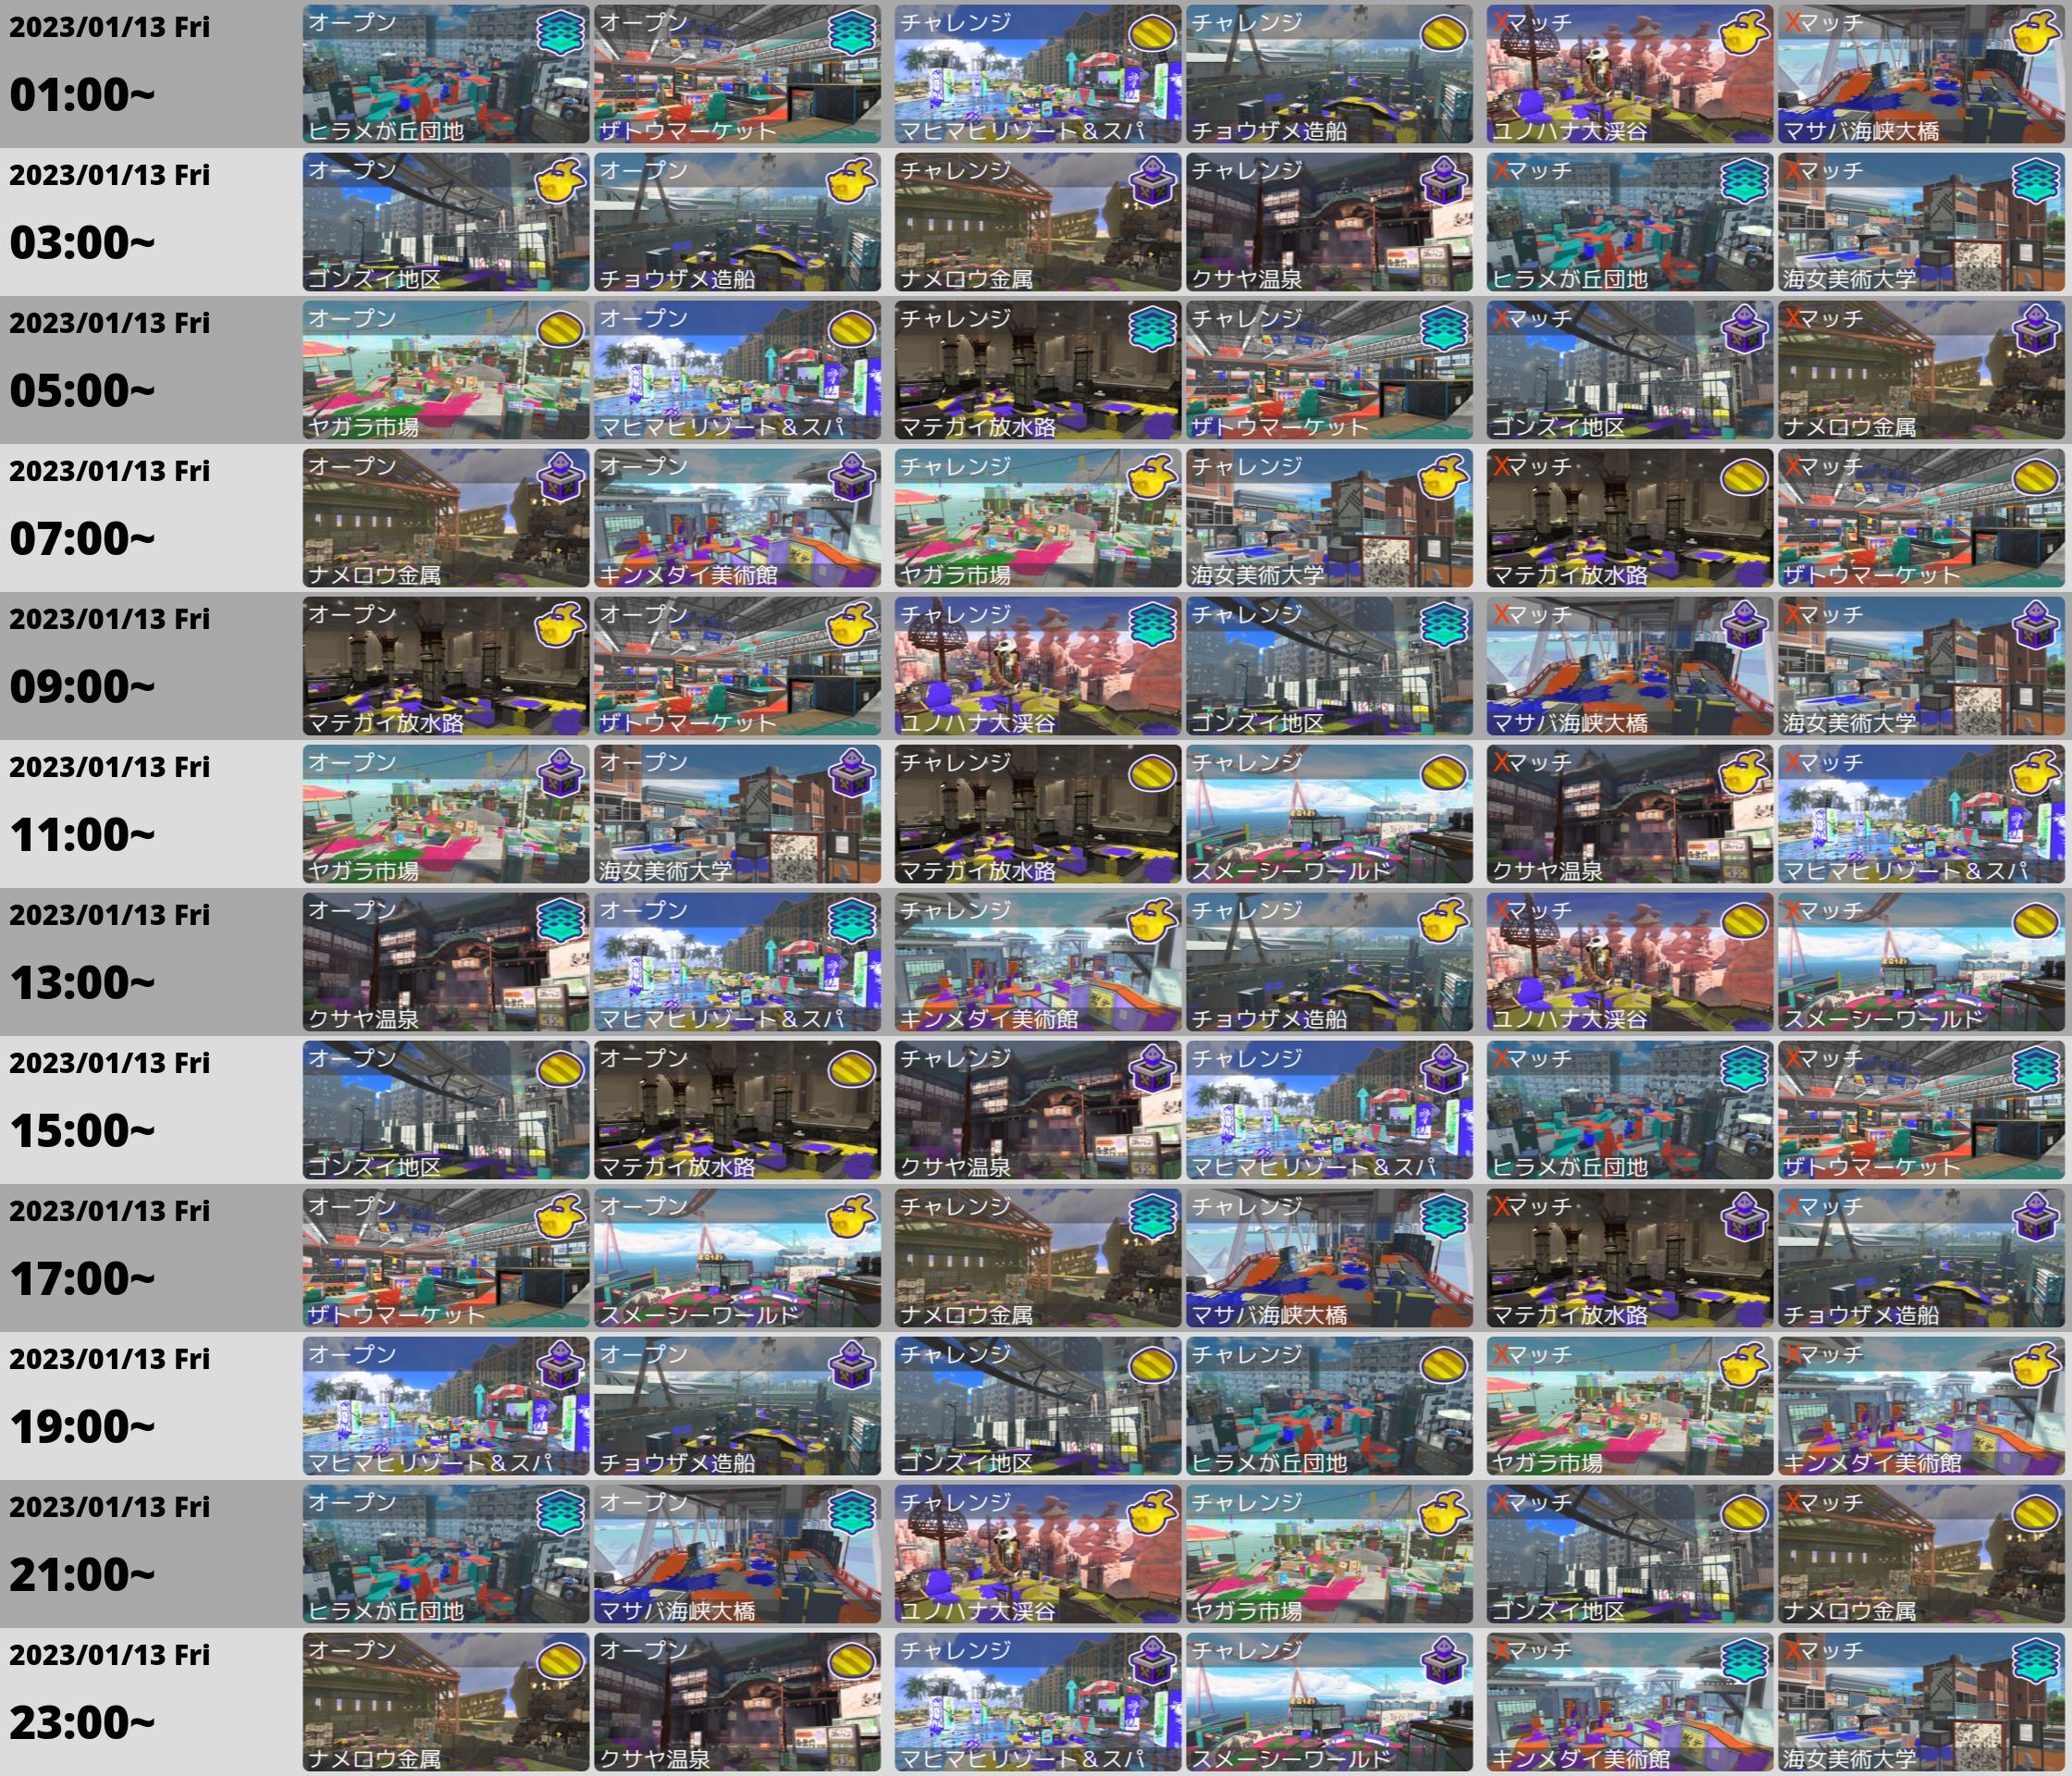 2023/01/13 Fri
01:00~
オープン オープン チャレンジ チャレンジ Xマッチ Xマッチ
ヒラメが丘団地 ザトウマーケット マヒマヒリゾート＆スパ チョウザメ造船 ユノハナ大渓谷 マサバ海峡大橋
2023/01/13 Fri
03:00~
オープン オープン チャレンジ チャレンジ Xマッチ Xマッチ
ゴンズイ地区 チョウザメ造船 ナメロウ金属 クサヤ温泉 ヒラメが丘団地 海女美術大学
2023/01/13 Fri
05:00~
オープン オープン チャレンジ チャレンジ Xマッチ Xマッチ
ヤガラ市場 マヒマヒリゾート＆スパ マテガイ放水路 ザトウマーケット ゴンズイ地区 ナメロウ金属
2023/01/13 Fri
07:00~
オープン オープン チャレンジ チャレンジ Xマッチ Xマッチ
ナメロウ金属 キンメダイ美術館 ヤガラ市場 海女美術大学 マテガイ放水路 ザトウマーケット
2023/01/13 Fri
09:00~
オープン オープン チャレンジ チャレンジ Xマッチ Xマッチ
マテガイ放水路 ザトウマーケット ユノハナ大渓谷 ゴンズイ地区 マサバ海峡大橋 海女美術大学
2023/01/13 Fri
11:00~
オープン オープン チャレンジ チャレンジ Xマッチ Xマッチ
ヤガラ市場 海女美術大学 マテガイ放水路 スメーシーワールド クサヤ温泉 マヒマヒリゾート＆スパ
2023/01/13 Fri
13:00~
オープン オープン チャレンジ チャレンジ Xマッチ Xマッチ
クサヤ温泉 マヒマヒリゾート＆スパ キンメダイ美術館 チョウザメ造船 ユノハナ大渓谷 スメーシーワールド
2023/01/13 Fri
15:00~
オープン オープン チャレンジ チャレンジ Xマッチ Xマッチ
ゴンズイ地区 マテガイ放水路 クサヤ温泉 マヒマヒリゾート＆スパ ヒラメが丘団地 ザトウマーケット
2023/01/13 Fri
17:00~
オープン オープン チャレンジ チャレンジ Xマッチ Xマッチ
ザトウマーケット スメーシーワールド ナメロウ金属 マサバ海峡大橋 マテガイ放水路 チョウザメ造船
2023/01/13 Fri
19:00~
オープン オープン チャレンジ チャレンジ Xマッチ Xマッチ
マヒマヒリゾート＆スパ チョウザメ造船 ゴンズイ地区 ヒラメが丘団地 ヤガラ市場 キンメダイ美術館
2023/01/13 Fri
21:00~
オープン オープン チャレンジ チャレンジ Xマッチ Xマッチ
ヒラメが丘団地 マサバ海峡大橋 ユノハナ大渓谷 ヤガラ市場 ゴンズイ地区 ナメロウ金属
2023/01/13 Fri
23:00~
オープン オープン チャレンジ チャレンジ Xマッチ Xマッチ
ナメロウ金属 クサヤ温泉 マヒマヒリゾート＆スパ スメーシーワールド キンメダイ美術館 海女美術大学